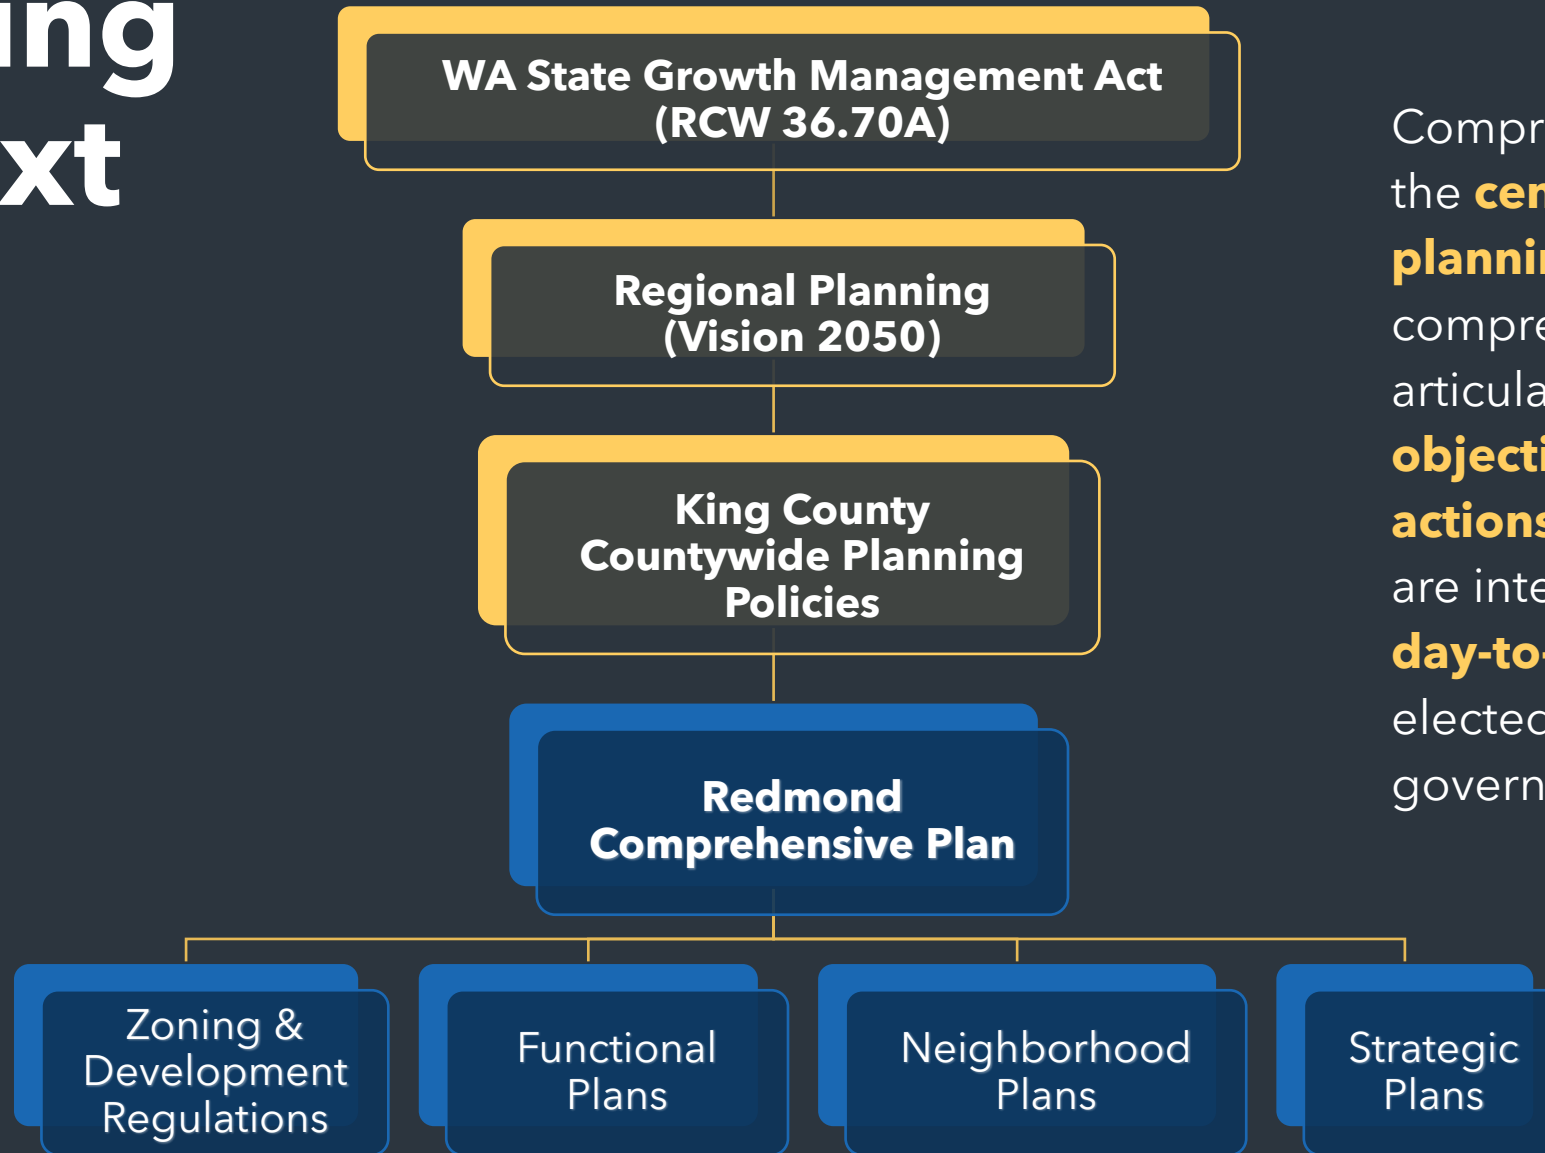 ing
xt
WA State Growth Management Act
(RCW 36.70A)
Regional Planning
(Vision 2050)
King County
Countywide Planning
Policies
Redmond
Comprehensive Plan
Zoning &
Development
Regulations
Functional
Plans
Neighborhood
Plans
Strategic
Plans
Compr
the cen
plannin
compre
articula
objecti
actions
are inte
day-to-
elected
govern